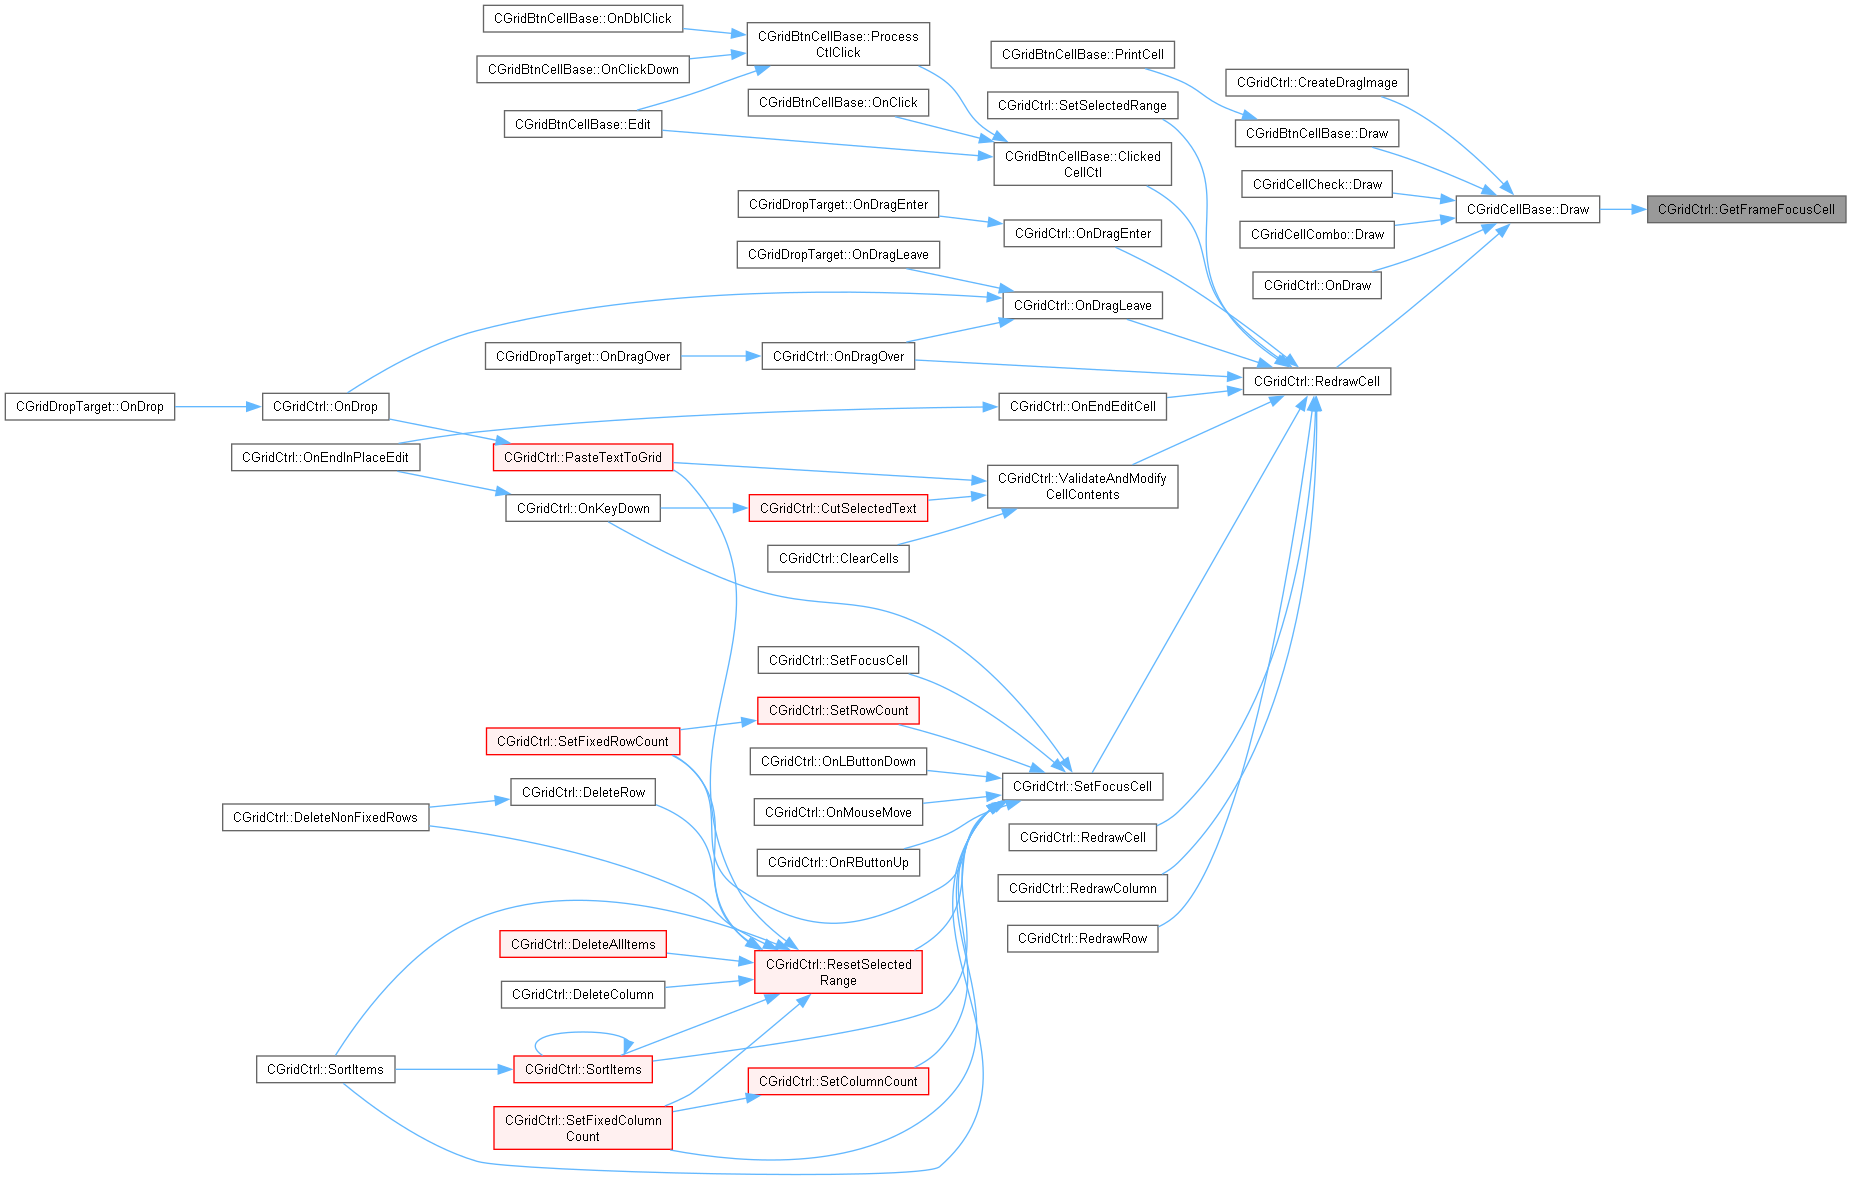 CGridBtnCellBase::OnDblClick
CGridBtnCellBase::Process
CtlClick
CGridBtnCellBase::PrintCell
CGridBtnCellBase::OnClickDown
CGridCtrl::CreateDragImage
CGridBtnCellBase::OnClick
CGridCtrl::SetSelectedRange
CGridBtnCellBase::Edit
CGridBtnCellBase::Draw
CGridBtnCellBase::Clicked
CellCtl
CGridCellCheck::Draw
CGridDropTarget::OnDragEnter
CGridCellBase::Draw
CGridCtrl::GetFrameFocusCell
CGridCtrl::OnDragEnter
CGridCellCombo::Draw
CGridDropTarget::OnDragLeave
CGridCtrl::OnDraw
CGridCtrl::OnDragLeave
CGridDropTarget::OnDragOver
CGridCtrl::OnDragOver
CGridCtrl::RedrawCell
CGridDropTarget::OnDrop
CGridCtrl::OnDrop
CGridCtrl::OnEndEditCell
CGridCtrl::OnEndInPlaceEdit
CGridCtrl::PasteTextToGrid
CGridCtrl::ValidateAndModify
CellContents
CGridCtrl::OnKeyDown
CGridCtrl::CutSelectedText
CGridCtrl::ClearCells
CGridCtrl::SetFocusCell
CGridCtrl::SetRowCount
CGridCtrl::SetFixedRowCount
CGridCtrl::OnLButtonDown
CGridCtrl::SetFocusCell
CGridCtrl::DeleteRow
CGridCtrl::DeleteNonFixedRows
CGridCtrl::OnMouseMove
CGridCtrl::RedrawCell
CGridCtrl::OnRButtonUp
CGridCtrl::RedrawColumn
CGridCtrl::RedrawRow
CGridCtrl::DeleteAllItems
CGridCtrl::ResetSelected
Range
CGridCtrl::DeleteColumn
CGridCtrl::SortItems
CGridCtrl::SortItems
CGridCtrl::SetColumnCount
CGridCtrl::SetFixedColumn
Count